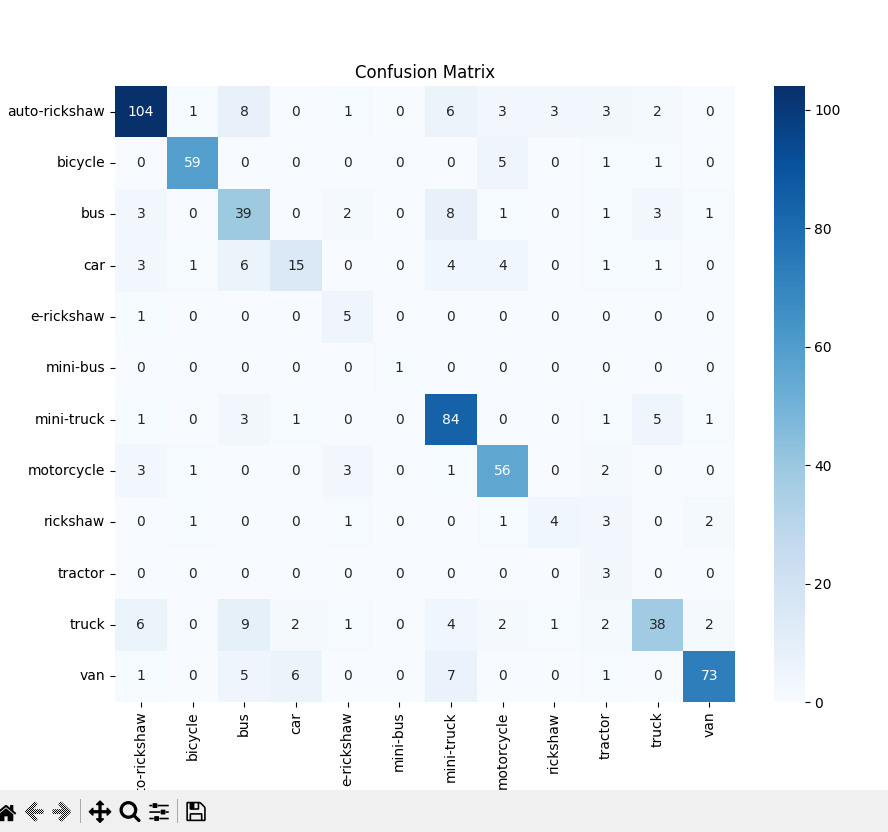 Confusion Matrix
auto-rickshaw 104 1 8 0 1 0 6 3 3 3 2 0
bicycle 0 59 0 0 0 0 0 5 0 1 1 0
bus 3 0 39 0 2 0 8 1 0 1 3 1
car 3 1 6 15 0 0 4 4 0 1 1 0
e-rickshaw 1 0 0 0 5 0 0 0 0 0 0 0
mini-bus 0 0 0 0 0 1 0 0 0 0 0 0
mini-truck 1 0 3 1 0 0 84 0 0 1 5 1
motorcycle 3 1 0 0 3 0 1 56 0 2 0 0
rickshaw 0 1 0 0 1 0 0 1 4 3 0 2
tractor 0 0 0 0 0 0 0 0 0 3 0 0
truck 6 0 9 2 1 0 4 2 1 2 38 2
van 1 0 5 6 0 0 7 0 0 1 0 73
to-rickshaw
bicycle
bus
car
e-rickshaw
mini-bus
mini-truck
motorcycle
rickshaw
tractor
truck
van
100
80
60
40
20
0